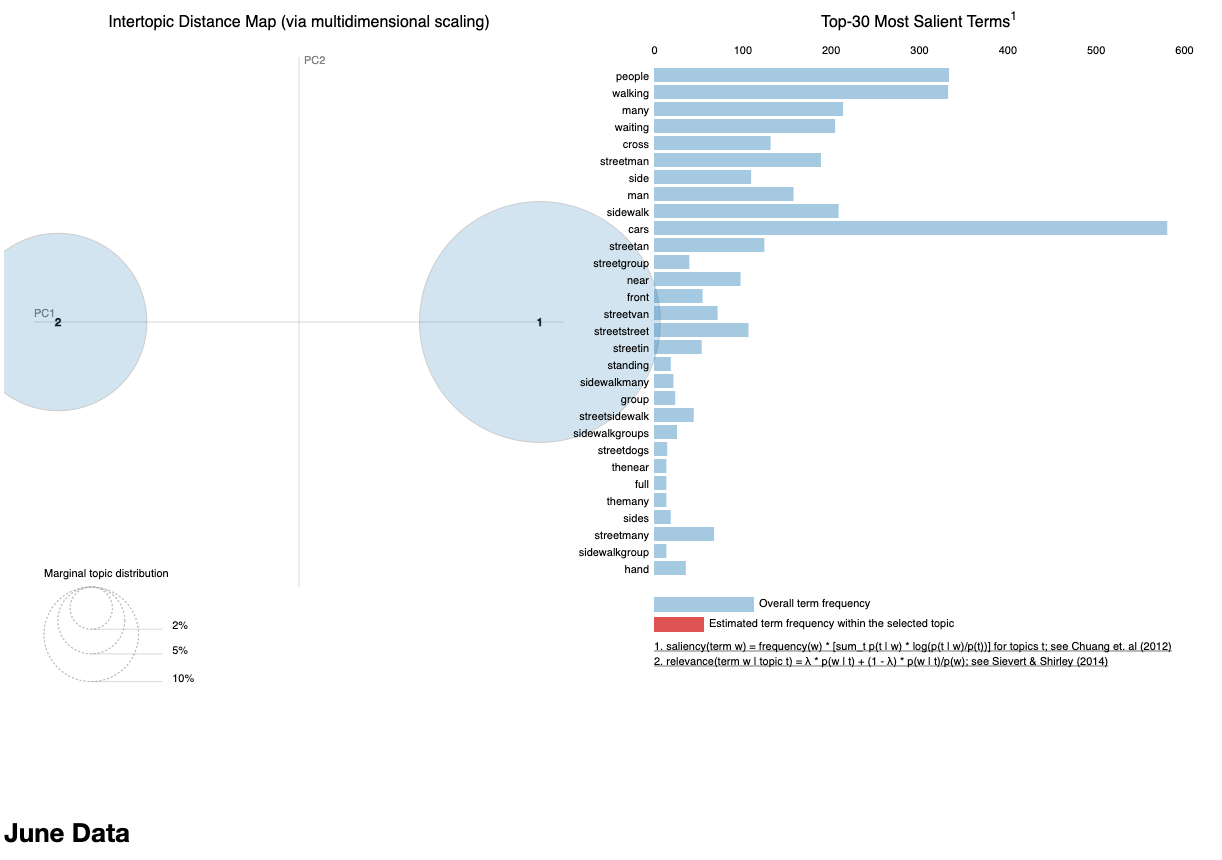 Intertopic Distance Map (via multidimensional scaling)
Top-30 Most Salient Terms1
PC2
PC1
2
1
0 100 200 300 400 500 600
people
walking
many
waiting
cross
streetman
side
man
sidewalk
cars
streetan
streetgroup
near
front
streetvan
streetstreet
streetin
standing
sidewalkmany
group
streetsidewalk
sidewalkgroups
streetdogs
thenear
full
themany
sides
streetmany
sidewalkgroup
hand
Marginal topic distribution
2%
5%
10%
Overall term frequency
Estimated term frequency within the selected topic
1. saliency(term w) = frequency(w) * [sum_t p(t | w) * log(p(t | w)/p(t))] for topics t; see Chuang et. al (2012)
2. relevance(term w | topic t) = λ * p(w | t) + (1 - λ) * p(w | t)/p(w); see Sievert & Shirley (2014)
June Data